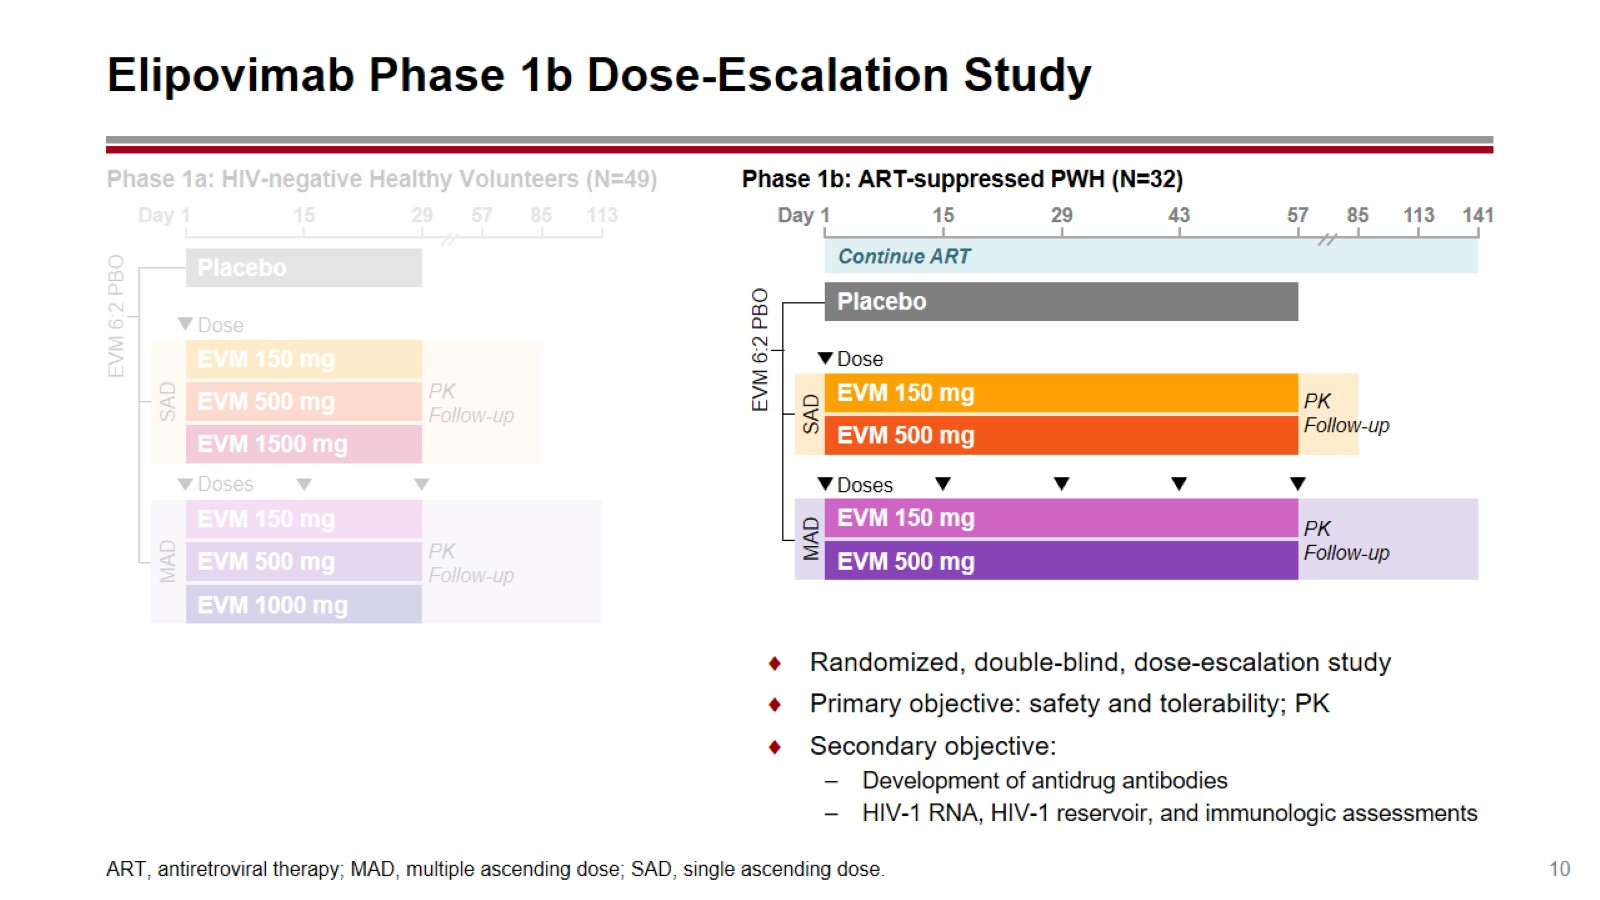 Elipovimab Phase 1b Dose-Escalation Study
Phase 1a: HIV-negative Healthy Volunteers (N=49)
Day 1 15 29 57 85 113
EVM 6:2 PBO
Placebo
Dose
SAD
EVM 150 mg
EVM 500 mg
EVM 1500 mg
PK
Follow-up
Doses
MAD
EVM 150 mg
EVM 500 mg
EVM 1000 mg
PK
Follow-up
Phase 1b: ART-suppressed PWH (N=32)
Day 1 15 29 43 57 85 113 141
Continue ART
EVM 6:2 PBO
Placebo
Dose
SAD
EVM 150 mg
EVM 500 mg
PK
Follow-up
Doses
MAD
EVM 150 mg
EVM 500 mg
PK
Follow-up
♦ Randomized, double-blind, dose-escalation study
♦ Primary objective: safety and tolerability; PK
♦ Secondary objective:
– Development of antidrug antibodies
– HIV-1 RNA, HIV-1 reservoir, and immunologic assessments
ART, antiretroviral therapy; MAD, multiple ascending dose; SAD, single ascending dose.
10